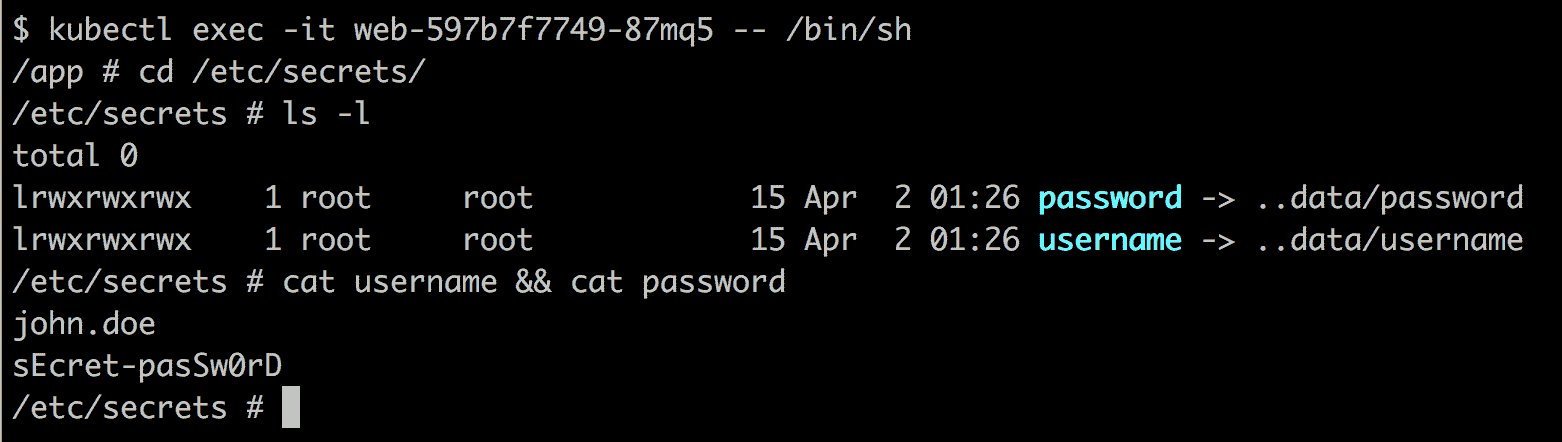 $ kubectl exec -it web-597b7f7749-87mq5 -- /bin/sh
/app # cd /etc/secrets/
/etc/secrets # ls -l
total 0
lrwxrwxrwx    1 root     root            15 Apr  2 01:26 password -> ..data/password
lrwxrwxrwx    1 root     root            15 Apr  2 01:26 username -> ..data/username
/etc/secrets # cat username && cat password
john.doe
sEcret-pasSw0rD
/etc/secrets #